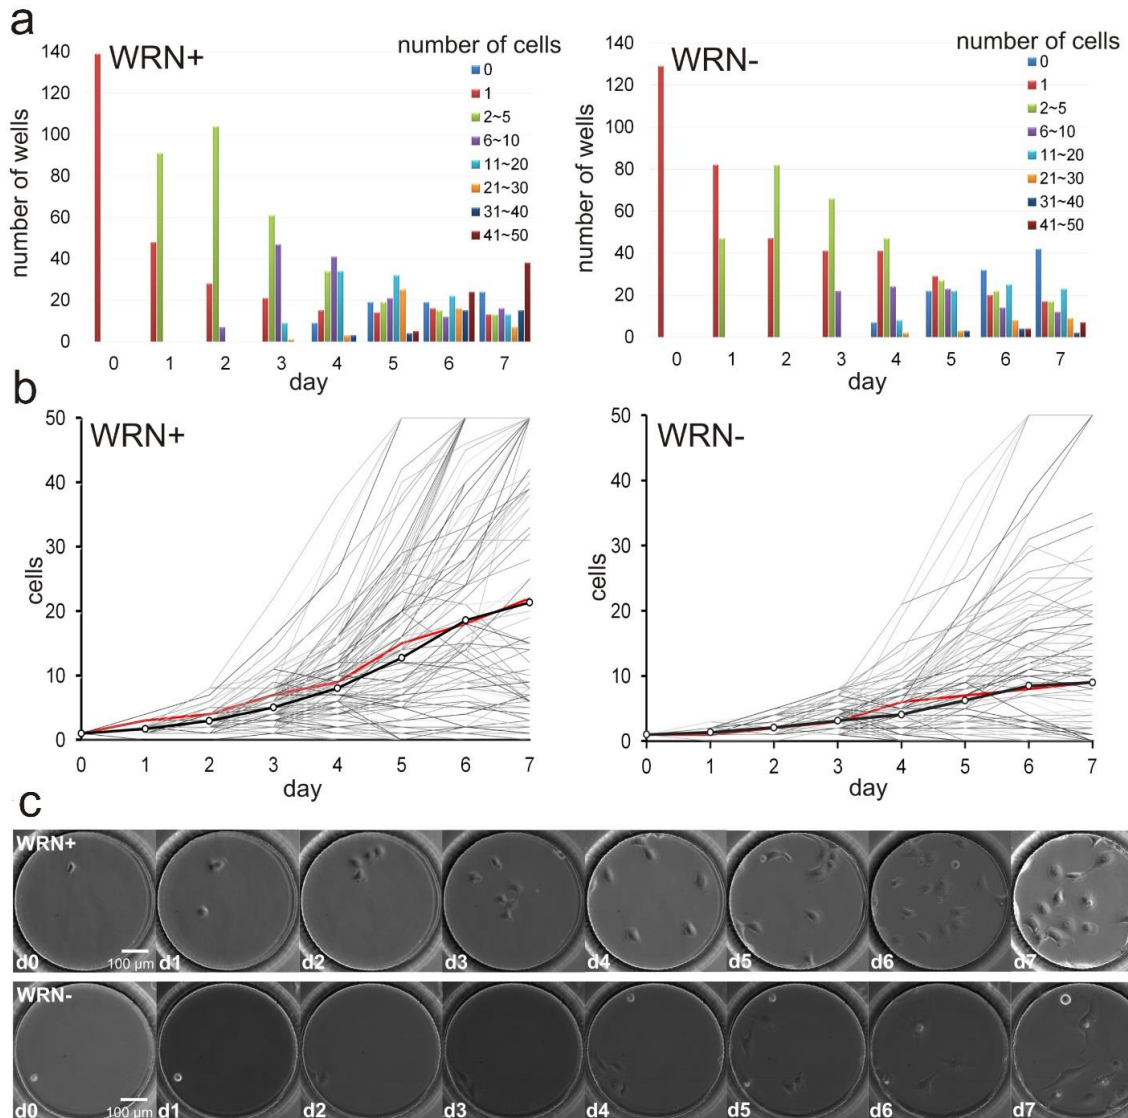 a
WRN+
number of cells
0
1
2~5
6~10
11~20
21~30
31~40
41~50
number of wells
140
120
100
80
60
40
20
0
0 1 2 3 4 5 6 7
day
WRN-
number of cells
0
1
2~5
6~10
11~20
21~30
31~40
41~50
number of wells
140
120
100
80
60
40
20
0
0 1 2 3 4 5 6 7
day
b
WRN+
cells
50
40
30
20
10
0
0 1 2 3 4 5 6 7
day
WRN-
cells
50
40
30
20
10
0
0 1 2 3 4 5 6 7
day
c
WRN+
100 µm
d0 d1 d2 d3 d4 d5 d6 d7
WRN-
100 µm
d0 d1 d2 d3 d4 d5 d6 d7